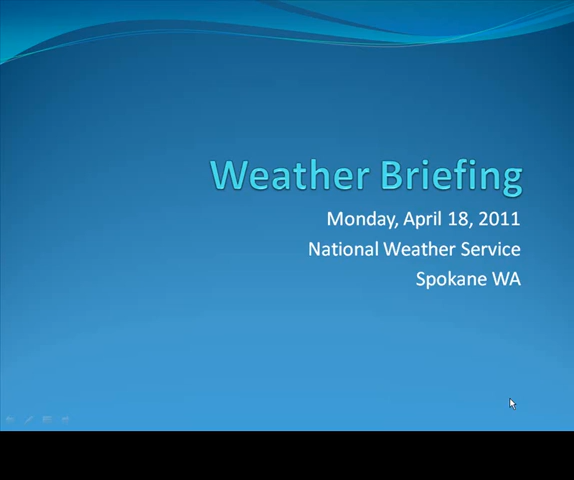 Weather Briefing
Monday, April 18, 2011
National Weather Service
Spokane WA